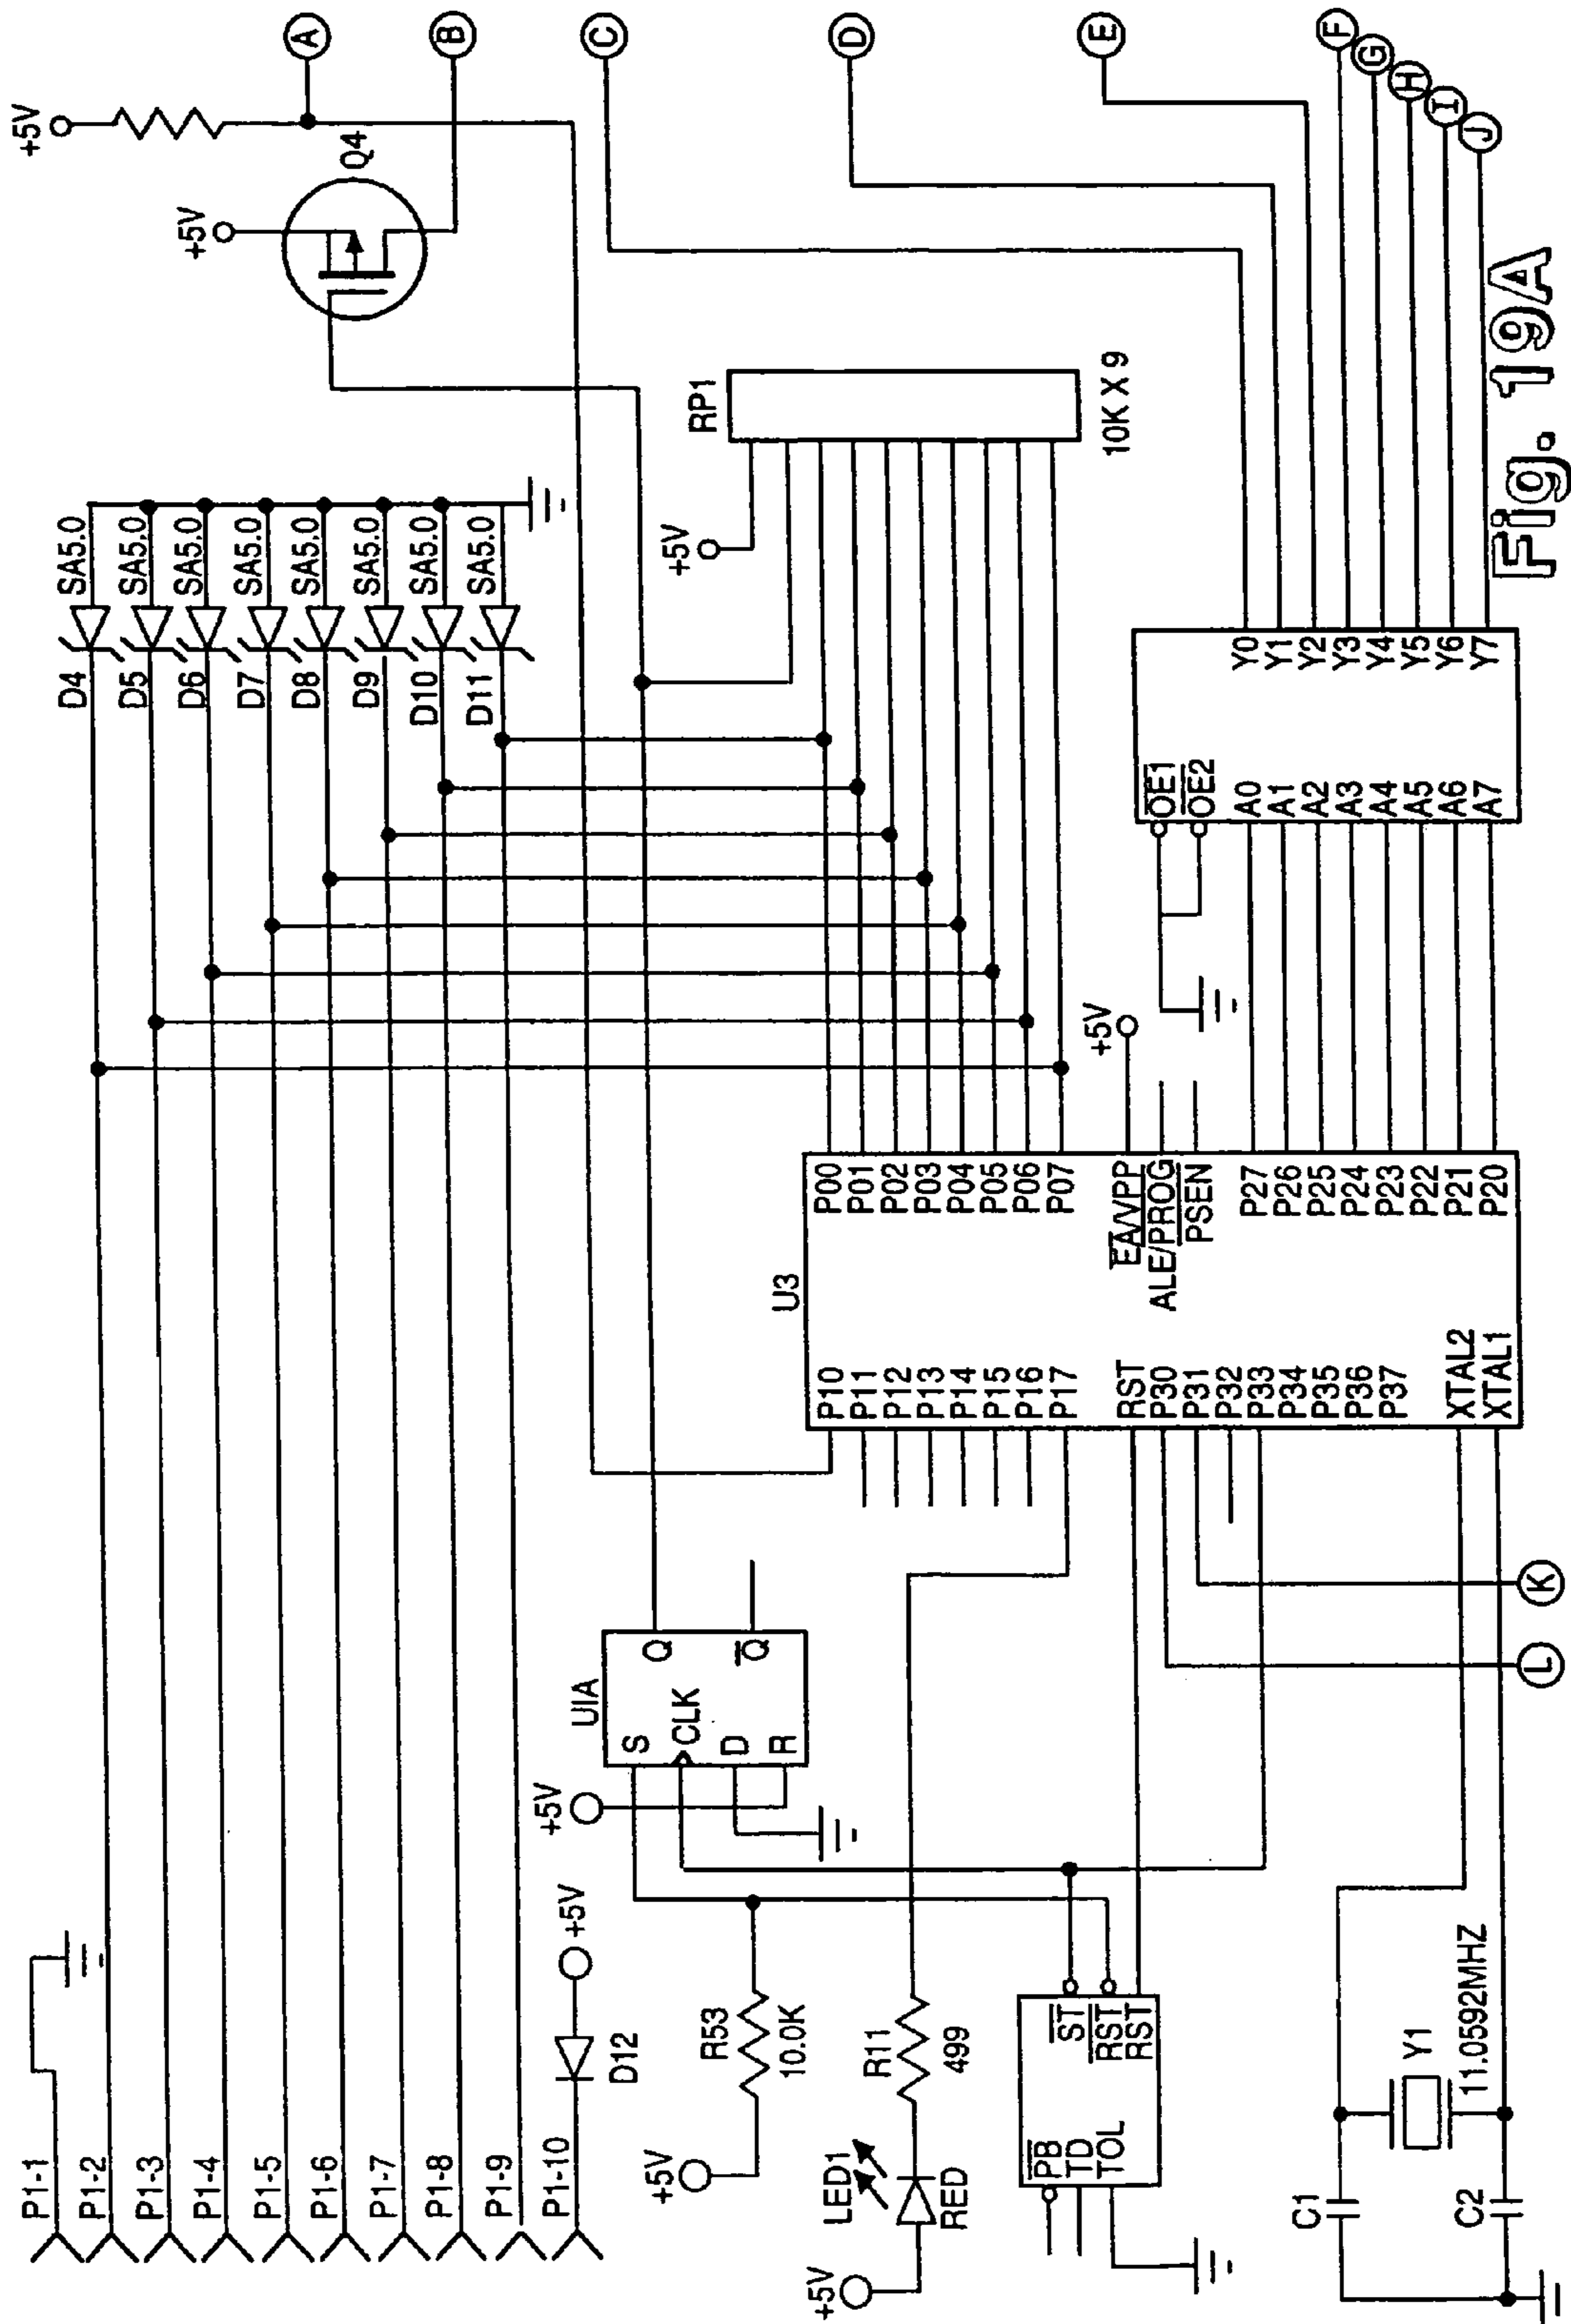 P1-1
P1-2
P1-3
P1-4
P1-5
P1-6
P1-7
P1-8
P1-9
P1-10
D12
+5V
D4 SA5.0
D5 SA5.0
D6 SA5.0
D7 SA5.0
D8 SA5.0
D9 SA5.0
D10 SA5.0
D11 SA5.0
+5V
+5V
Q4
A
B
C
D
E
F
G
H
I
J
+5V
R53
10.0K
+5V
UIA
S
CLK
D
R
Q
Q
+5V
RP1
10K X 9
+5V
LED1
RED
R11
499
PB
TD
TOL
ST
RST
RST
U3
P10
P11
P12
P13
P14
P15
P16
P17
RST
P30
P31
P32
P33
P34
P35
P36
P37
XTAL2
XTAL1
P00
P01
P02
P03
P04
P05
P06
P07
EA/VPP
ALE/PROG
PSEN
P27
P26
P25
P24
P23
P22
P21
P20
+5V
OE1
OE2
A0
A1
A2
A3
A4
A5
A6
A7
Y0
Y1
Y2
Y3
Y4
Y5
Y6
Y7
C1
C2
Y1
11.0592MHZ
L
K
Fig. 19A